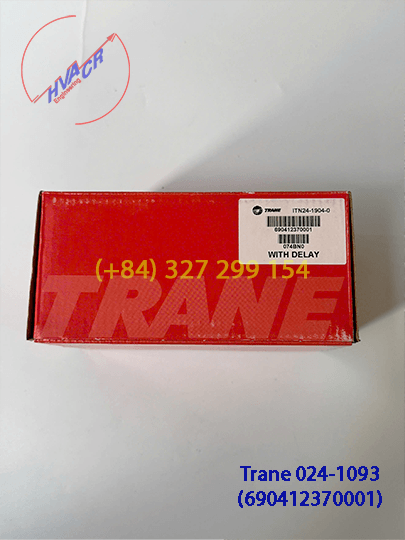 HVACR
Engineering
TRANE ITN24-1904-0
690412370001
074BN0
WITH DELAY
(+84) 327 299 154
TRANE
Trane 024-1093
(690412370001)